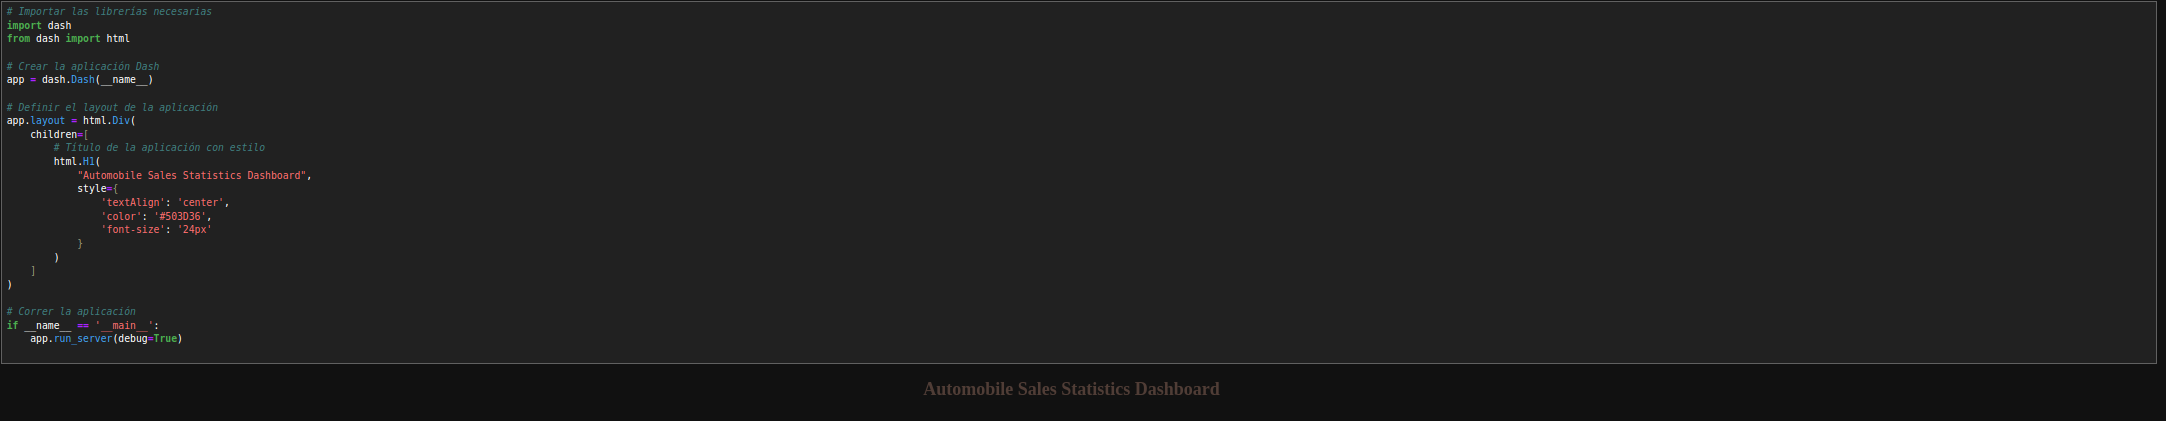 # Importar las librerías necesarias
import dash
from dash import html
# Crear la aplicación Dash
app = dash.Dash(__name__)
# Definir el layout de la aplicación
app.layout = html.Div(
    children=[
        # Título de la aplicación con estilo
        html.H1(
            "Automobile Sales Statistics Dashboard",
            style={
                'textAlign': 'center',
                'color': '#503D36',
                'font-size': '24px'
            }
        )
    ]
)
# Correr la aplicación
if __name__ == '__main__':
    app.run_server(debug=True)
Automobile Sales Statistics Dashboard